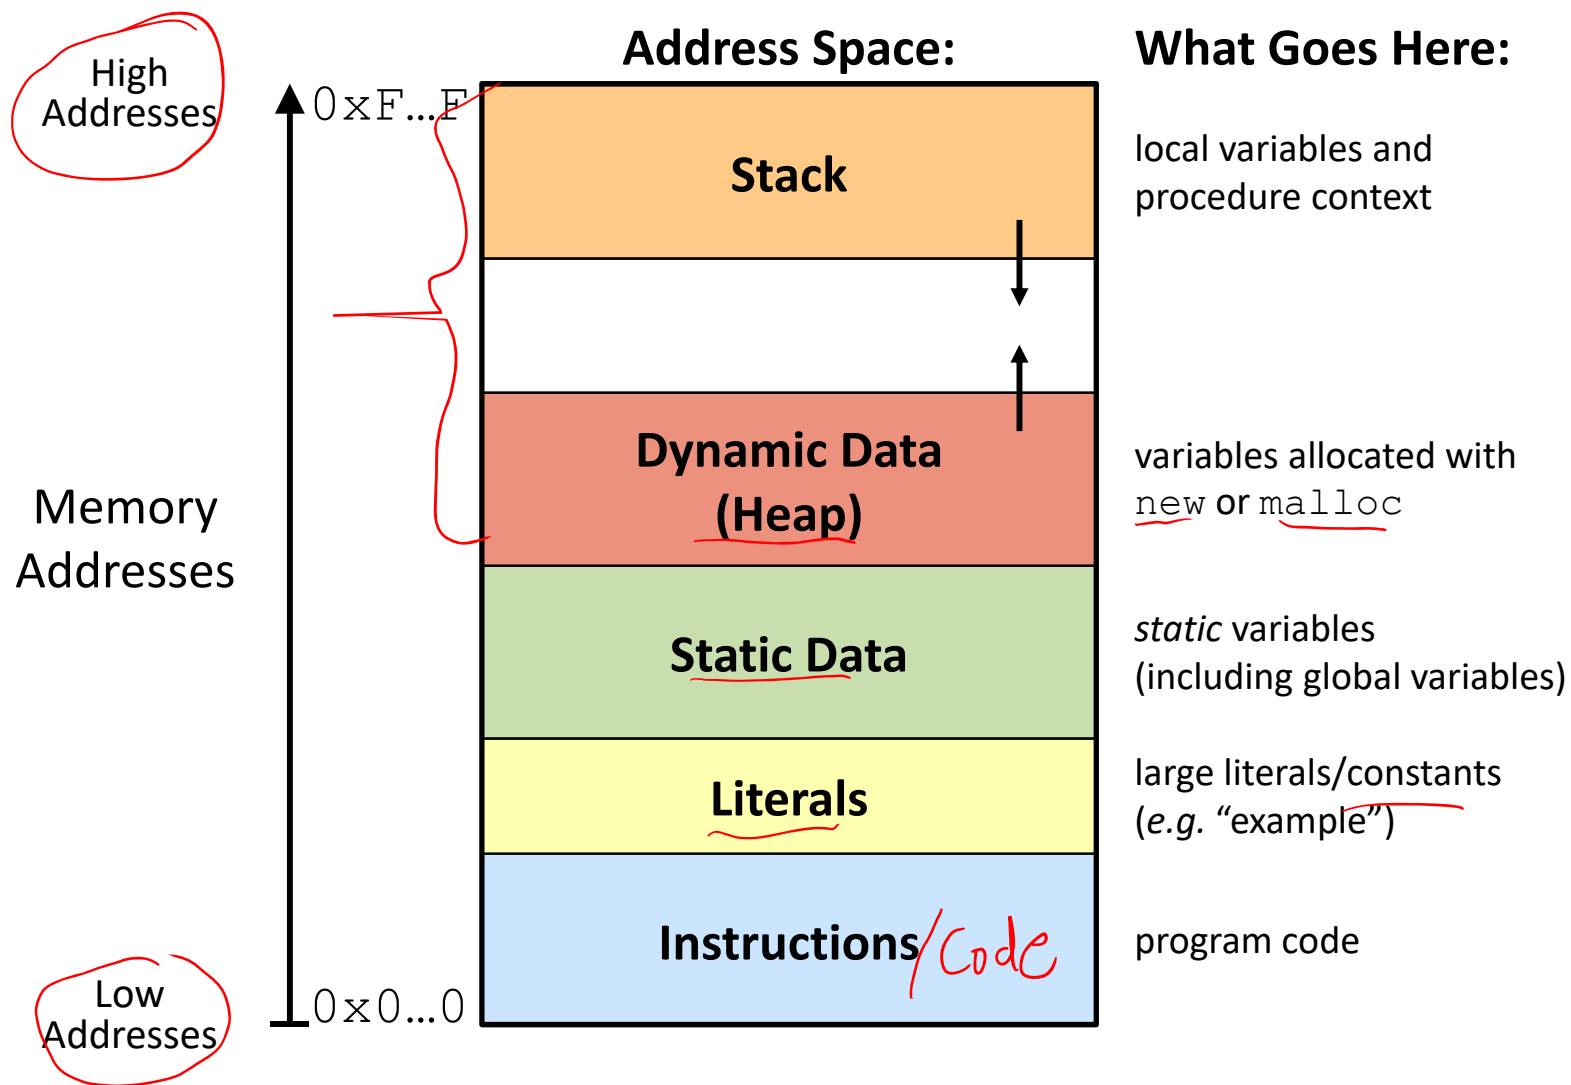 Address Space:
What Goes Here:
High
Addresses
0xF…F
Stack
local variables and
procedure context
Memory
Addresses
Dynamic Data
(Heap)
variables allocated with
new or malloc
Static Data
static variables
(including global variables)
Literals
large literals/constants
(e.g. “example”)
Instructions/Code
program code
Low
Addresses
0x0…0